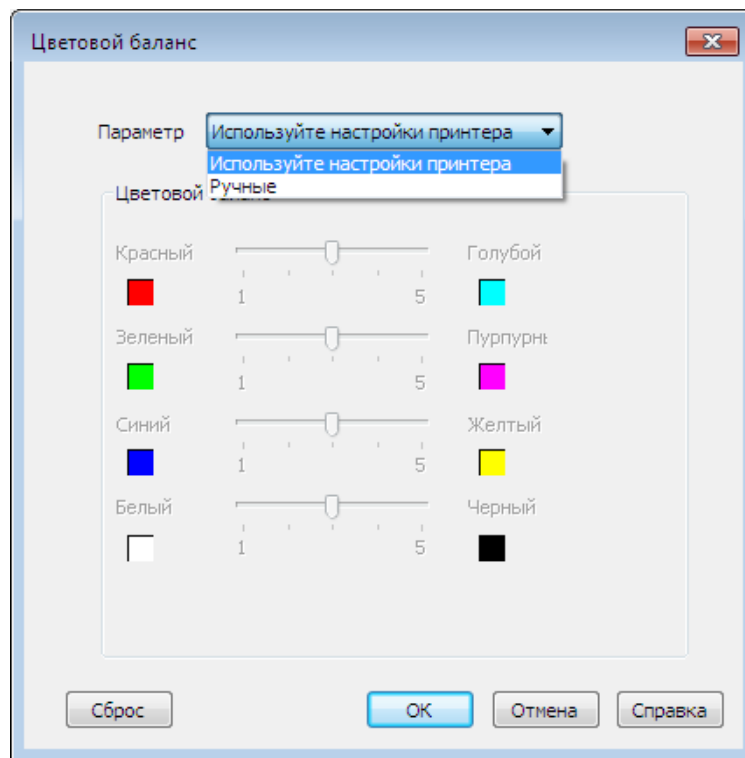 Цветовой баланс
Параметр Используйте настройки принтера
Используйте настройки принтера
Ручные
Цветовой
Красный Голубой
1 5
Зеленый Пурпурнь
1 5
Синий Желтый
1 5
Белый Черный
1 5
Сброс OK Отмена Справка